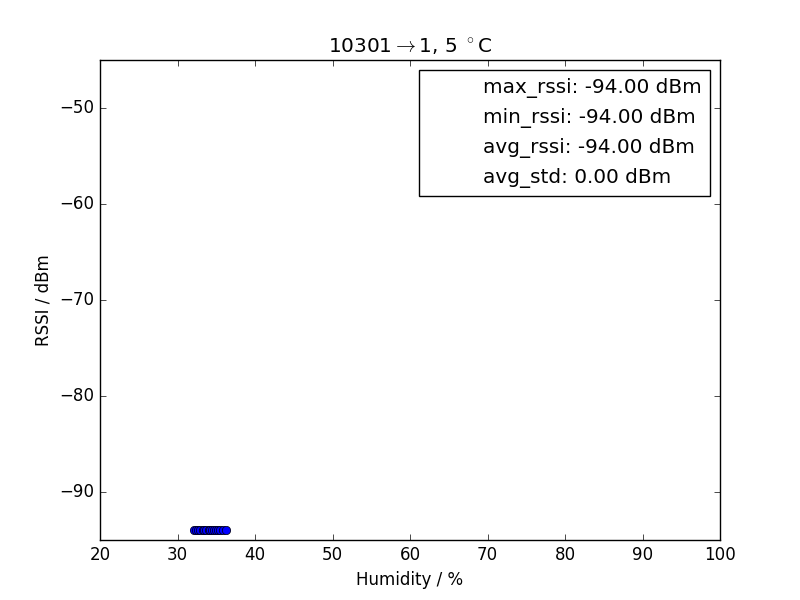 10301→1, 5 °C
max_rssi: -94.00 dBm
min_rssi: -94.00 dBm
avg_rssi: -94.00 dBm
avg_std: 0.00 dBm
−50
−60
−70
−80
−90
RSSI / dBm
20 30 40 50 60 70 80 90 100
Humidity / %